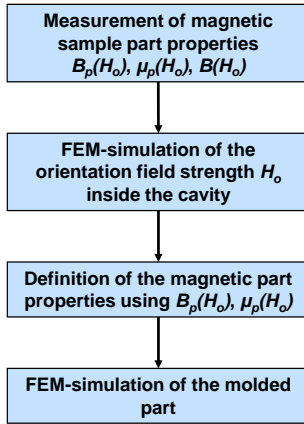 Measurement of magnetic
sample part properties
Bₚ(Hₒ), μₚ(Hₒ), B(Hₒ)
FEM-simulation of the
orientation field strength Hₒ
inside the cavity
Definition of the magnetic part
properties using Bₚ(Hₒ), μₚ(Hₒ)
FEM-simulation of the molded
part